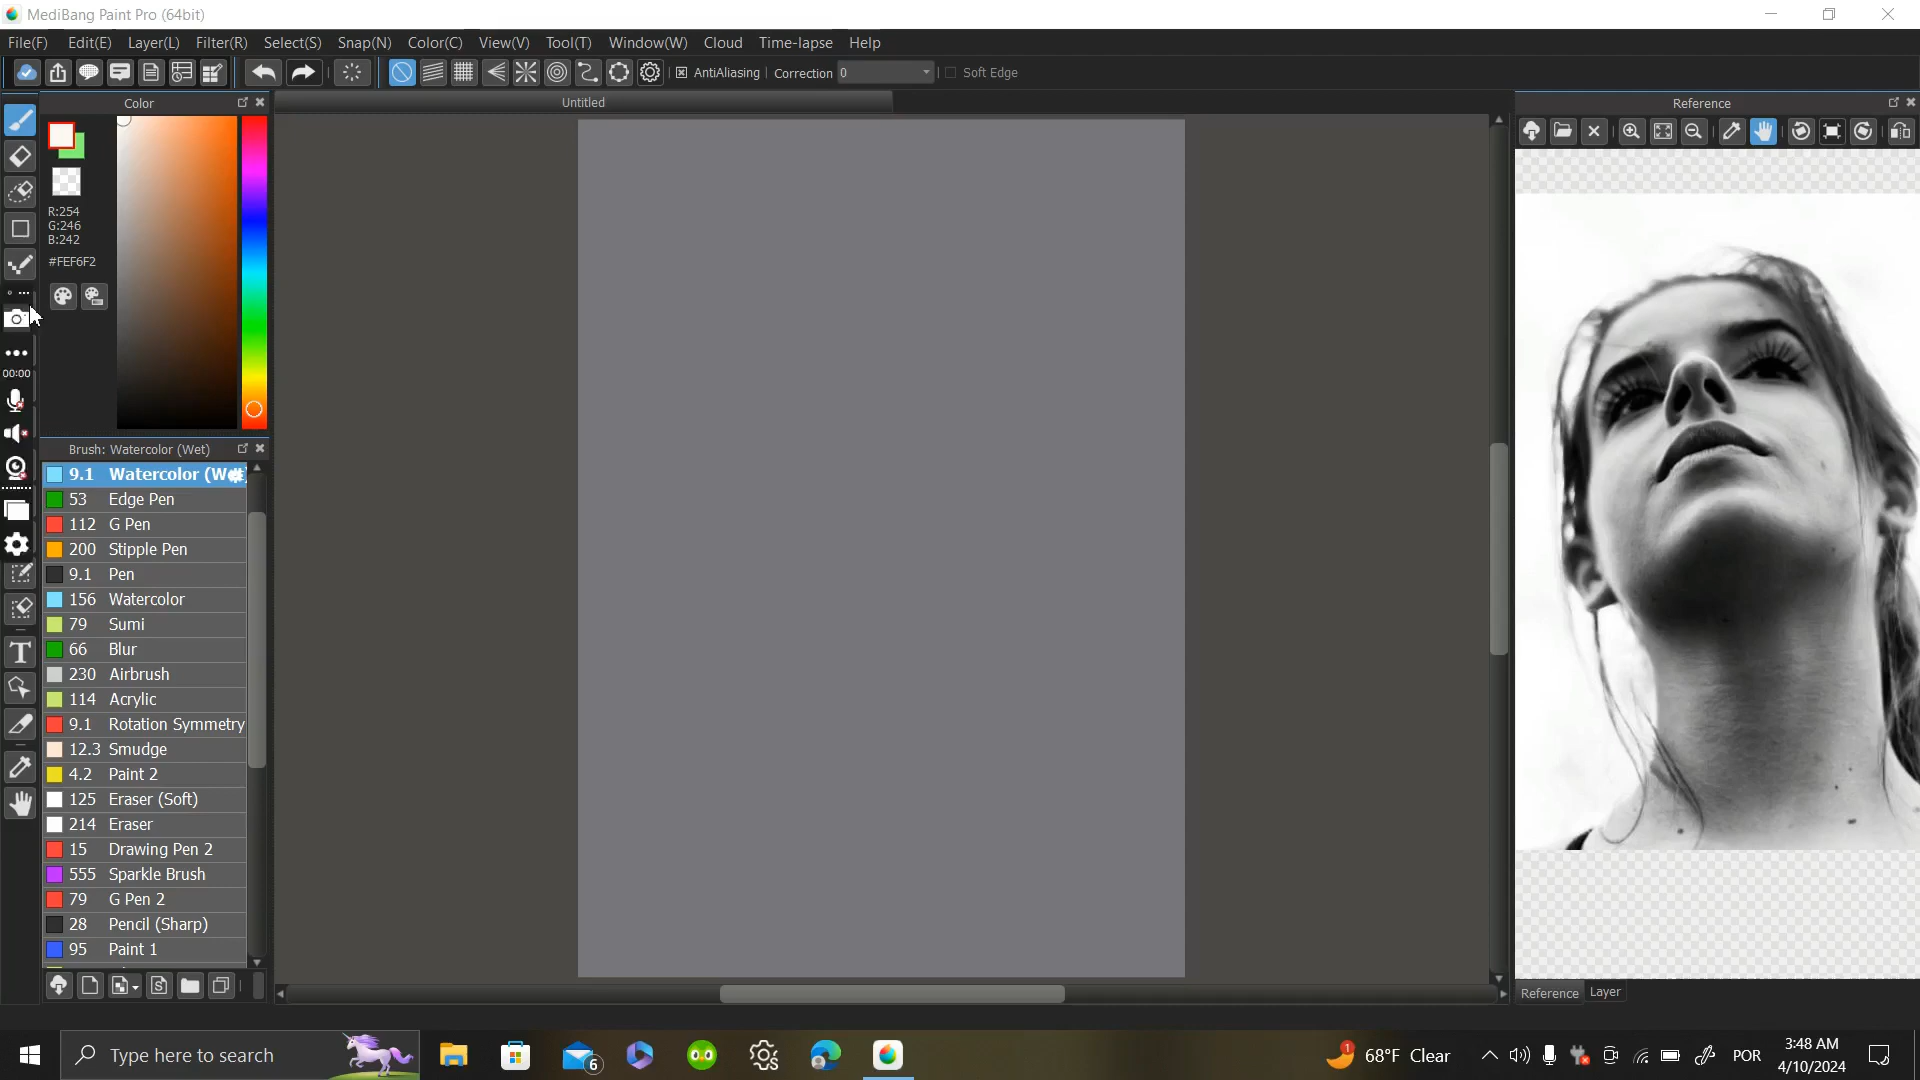 MediBang Paint Pro (64bit)
File(F) Edit(E) Layer(L) Filter(R) Select(S) Snap(N) Color(C) View(V) Tool(T) Window(W) Cloud Time-lapse Help
AntiAliasing Correction 0 Soft Edge
Color
Untitled
Reference
R:254
G:246
B:242
#FEF6F2
00:00
Brush: Watercolor (Wet)
9.1 Watercolor (Wet)
53 Edge Pen
112 G Pen
200 Stipple Pen
9.1 Pen
156 Watercolor
79 Sumi
66 Blur
230 Airbrush
114 Acrylic
9.1 Rotation Symmetry
12.3 Smudge
4.2 Paint 2
125 Eraser (Soft)
214 Eraser
15 Drawing Pen 2
555 Sparkle Brush
79 G Pen 2
28 Pencil (Sharp)
95 Paint 1
Reference Layer
Type here to search
6
1
68°F Clear
POR
3:48 AM
4/10/2024